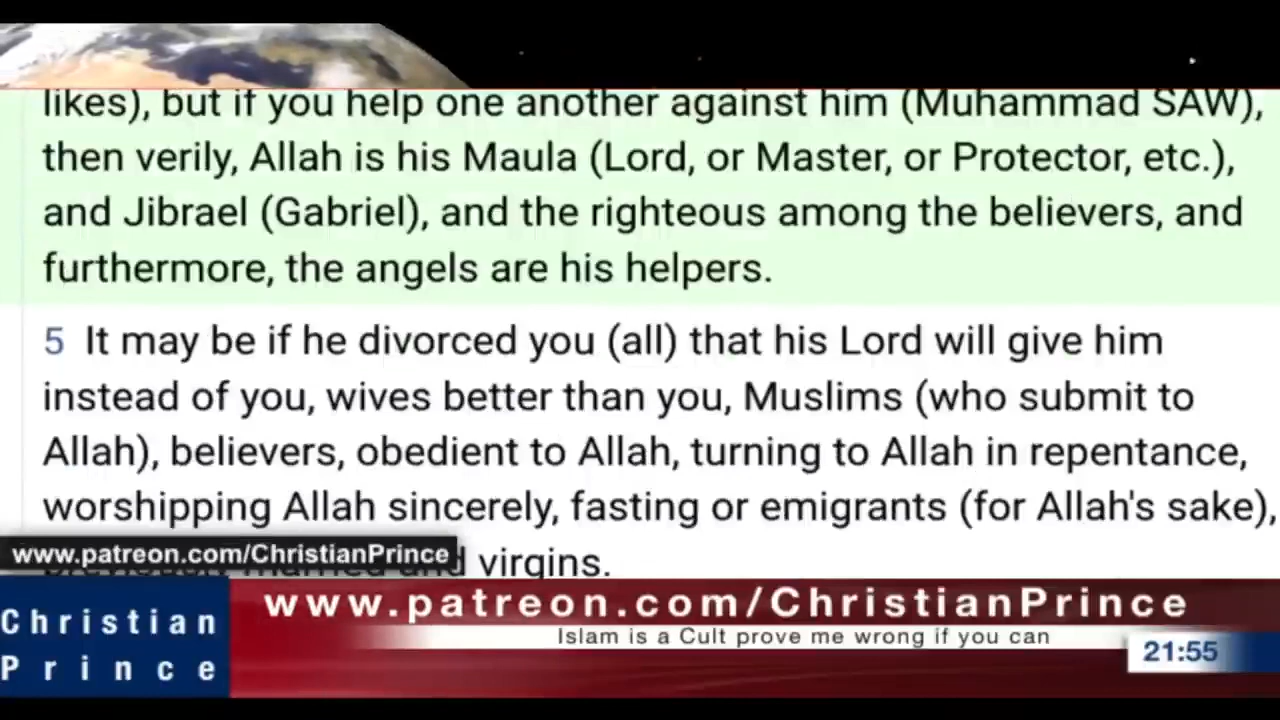 likes), but if you help one another against him (Muhammad SAW),
then verily, Allah is his Maula (Lord, or Master, or Protector, etc.),
and Jibrael (Gabriel), and the righteous among the believers, and
furthermore, the angels are his helpers.
5 It may be if he divorced you (all) that his Lord will give him
instead of you, wives better than you, Muslims (who submit to
Allah), believers, obedient to Allah, turning to Allah in repentance,
worshipping Allah sincerely, fasting or emigrants (for Allah's sake),
previously married and virgins.
www.patreon.com/ChristianPrince
www.patreon.com/ChristianPrince
Islam is a Cult prove me wrong if you can
Christian
Prince
21:55